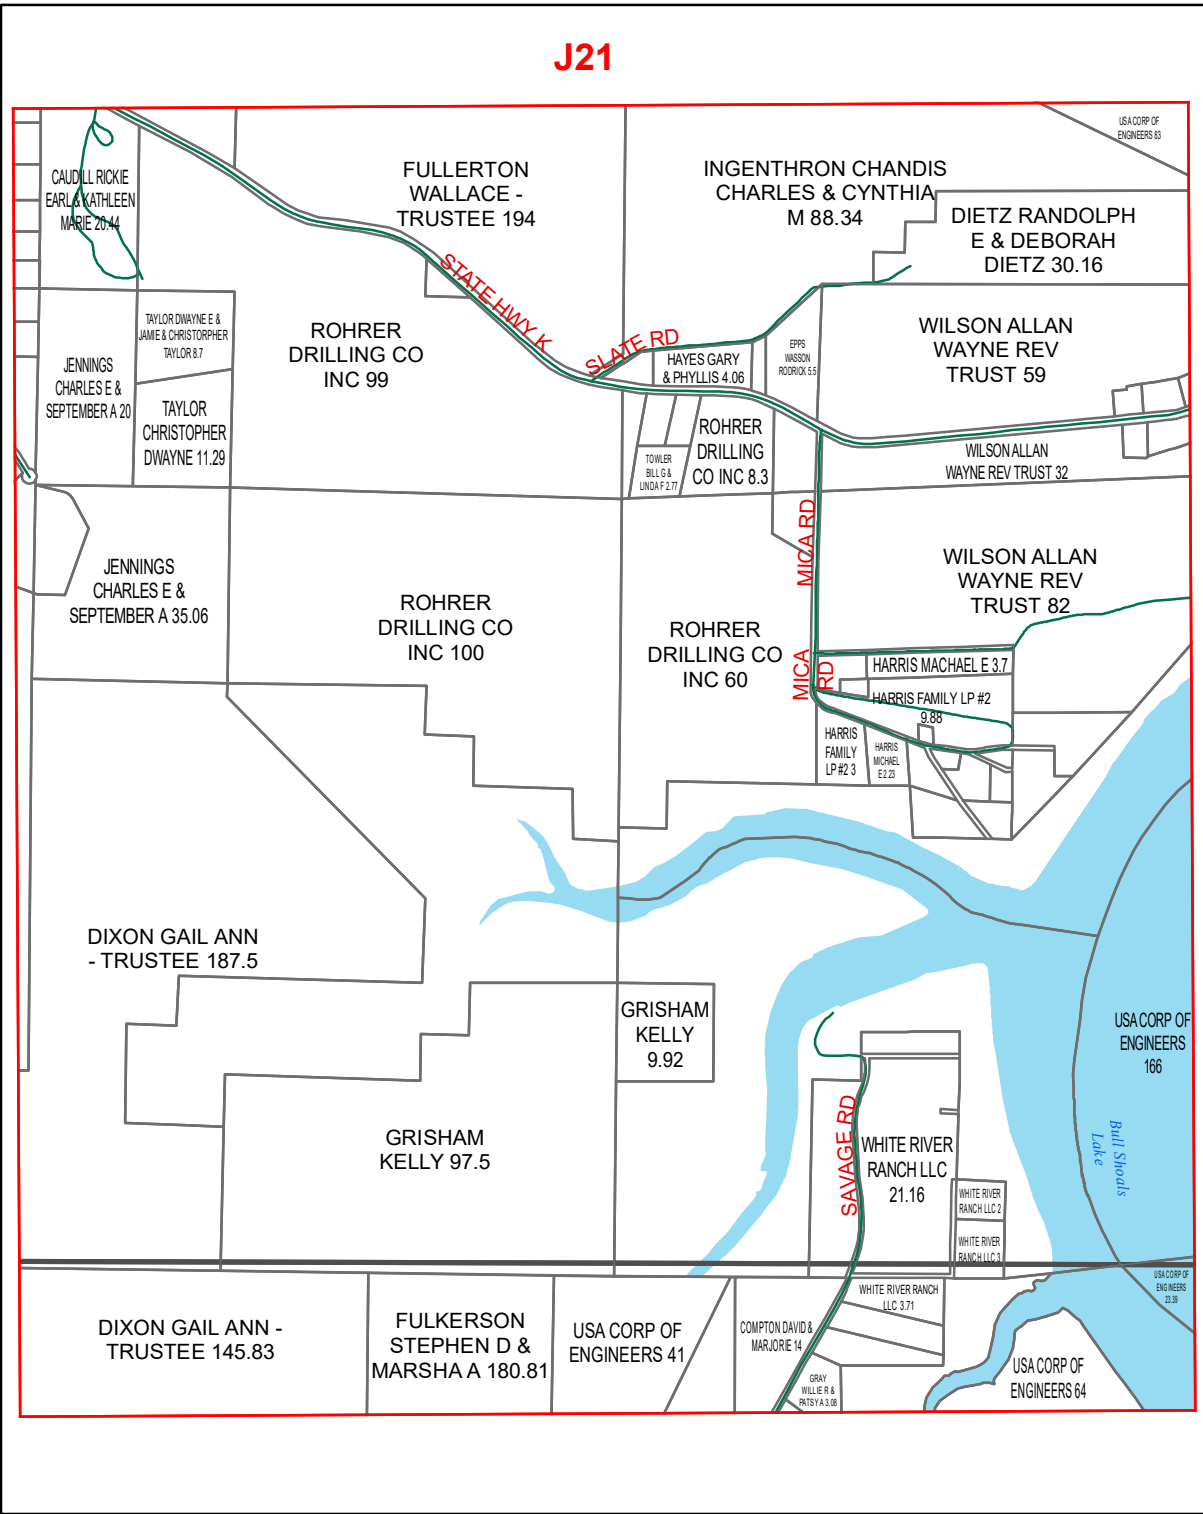 J21
USA CORP OF
ENGINEERS 83
CAUDILL RICKIE
EARL & KATHLEEN
MARIE 20.44
FULLERTON
WALLACE -
TRUSTEE 194
INGENTHRON CHANDIS
CHARLES & CYNTHIA
M 88.34
DIETZ RANDOLPH
E & DEBORAH
DIETZ 30.16
STATE HWY K
TAYLOR DWAYNE E &
JAMIE & CHRISTORPHER
TAYLOR 8.7
ROHRER
DRILLING CO
INC 99
SLATE RD
HAYES GARY
& PHYLLIS 4.06
EPPS
WASSON
RODRICK 5.5
WILSON ALLAN
WAYNE REV
TRUST 59
JENNINGS
CHARLES E &
SEPTEMBER A 20
TAYLOR
CHRISTOPHER
DWAYNE 11.29
TOWLER
BILL G &
LINDA F 2.77
ROHRER
DRILLING
CO INC 8.3
WILSON ALLAN
WAYNE REV TRUST 32
MICA RD
JENNINGS
CHARLES E &
SEPTEMBER A 35.06
ROHRER
DRILLING CO
INC 100
ROHRER
DRILLING CO
INC 60
WILSON ALLAN
WAYNE REV
TRUST 82
MICA
RD
HARRIS MACHAEL E 3.7
HARRIS FAMILY LP #2
9.88
HARRIS
FAMILY
LP #2 3
HARRIS
MICHAEL
E 2.23
DIXON GAIL ANN
- TRUSTEE 187.5
GRISHAM
KELLY
9.92
USA CORP OF
ENGINEERS
166
Bull Shoals
Lake
GRISHAM
KELLY 97.5
SAVAGE RD
WHITE RIVER
RANCH LLC
21.16
WHITE RIVER
RANCH LLC 2
WHITE RIVER
RANCH LLC 3
USA CORP OF
ENGINEERS
23.39
DIXON GAIL ANN -
TRUSTEE 145.83
FULKERSON
STEPHEN D &
MARSHA A 180.81
USA CORP OF
ENGINEERS 41
COMPTON DAVID &
MARJORIE 14
WHITE RIVER RANCH
LLC 3.71
GRAY
WILLIE R &
PATSY A 3.08
USA CORP OF
ENGINEERS 64